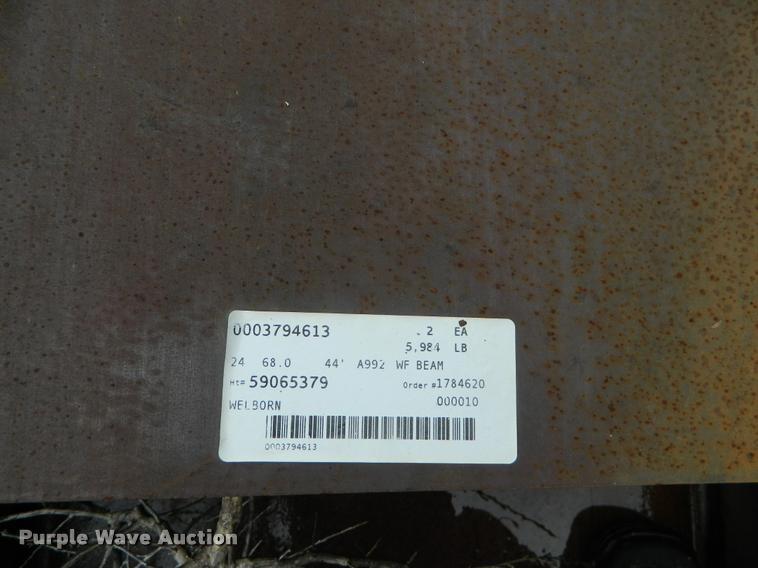 0003794613 2 EA
5,984 LB
24 68.0 44' A992 WF BEAM
Ht# 59065379 Order #1784620
WELBORN 000010
0003794613
Purple Wave Auction